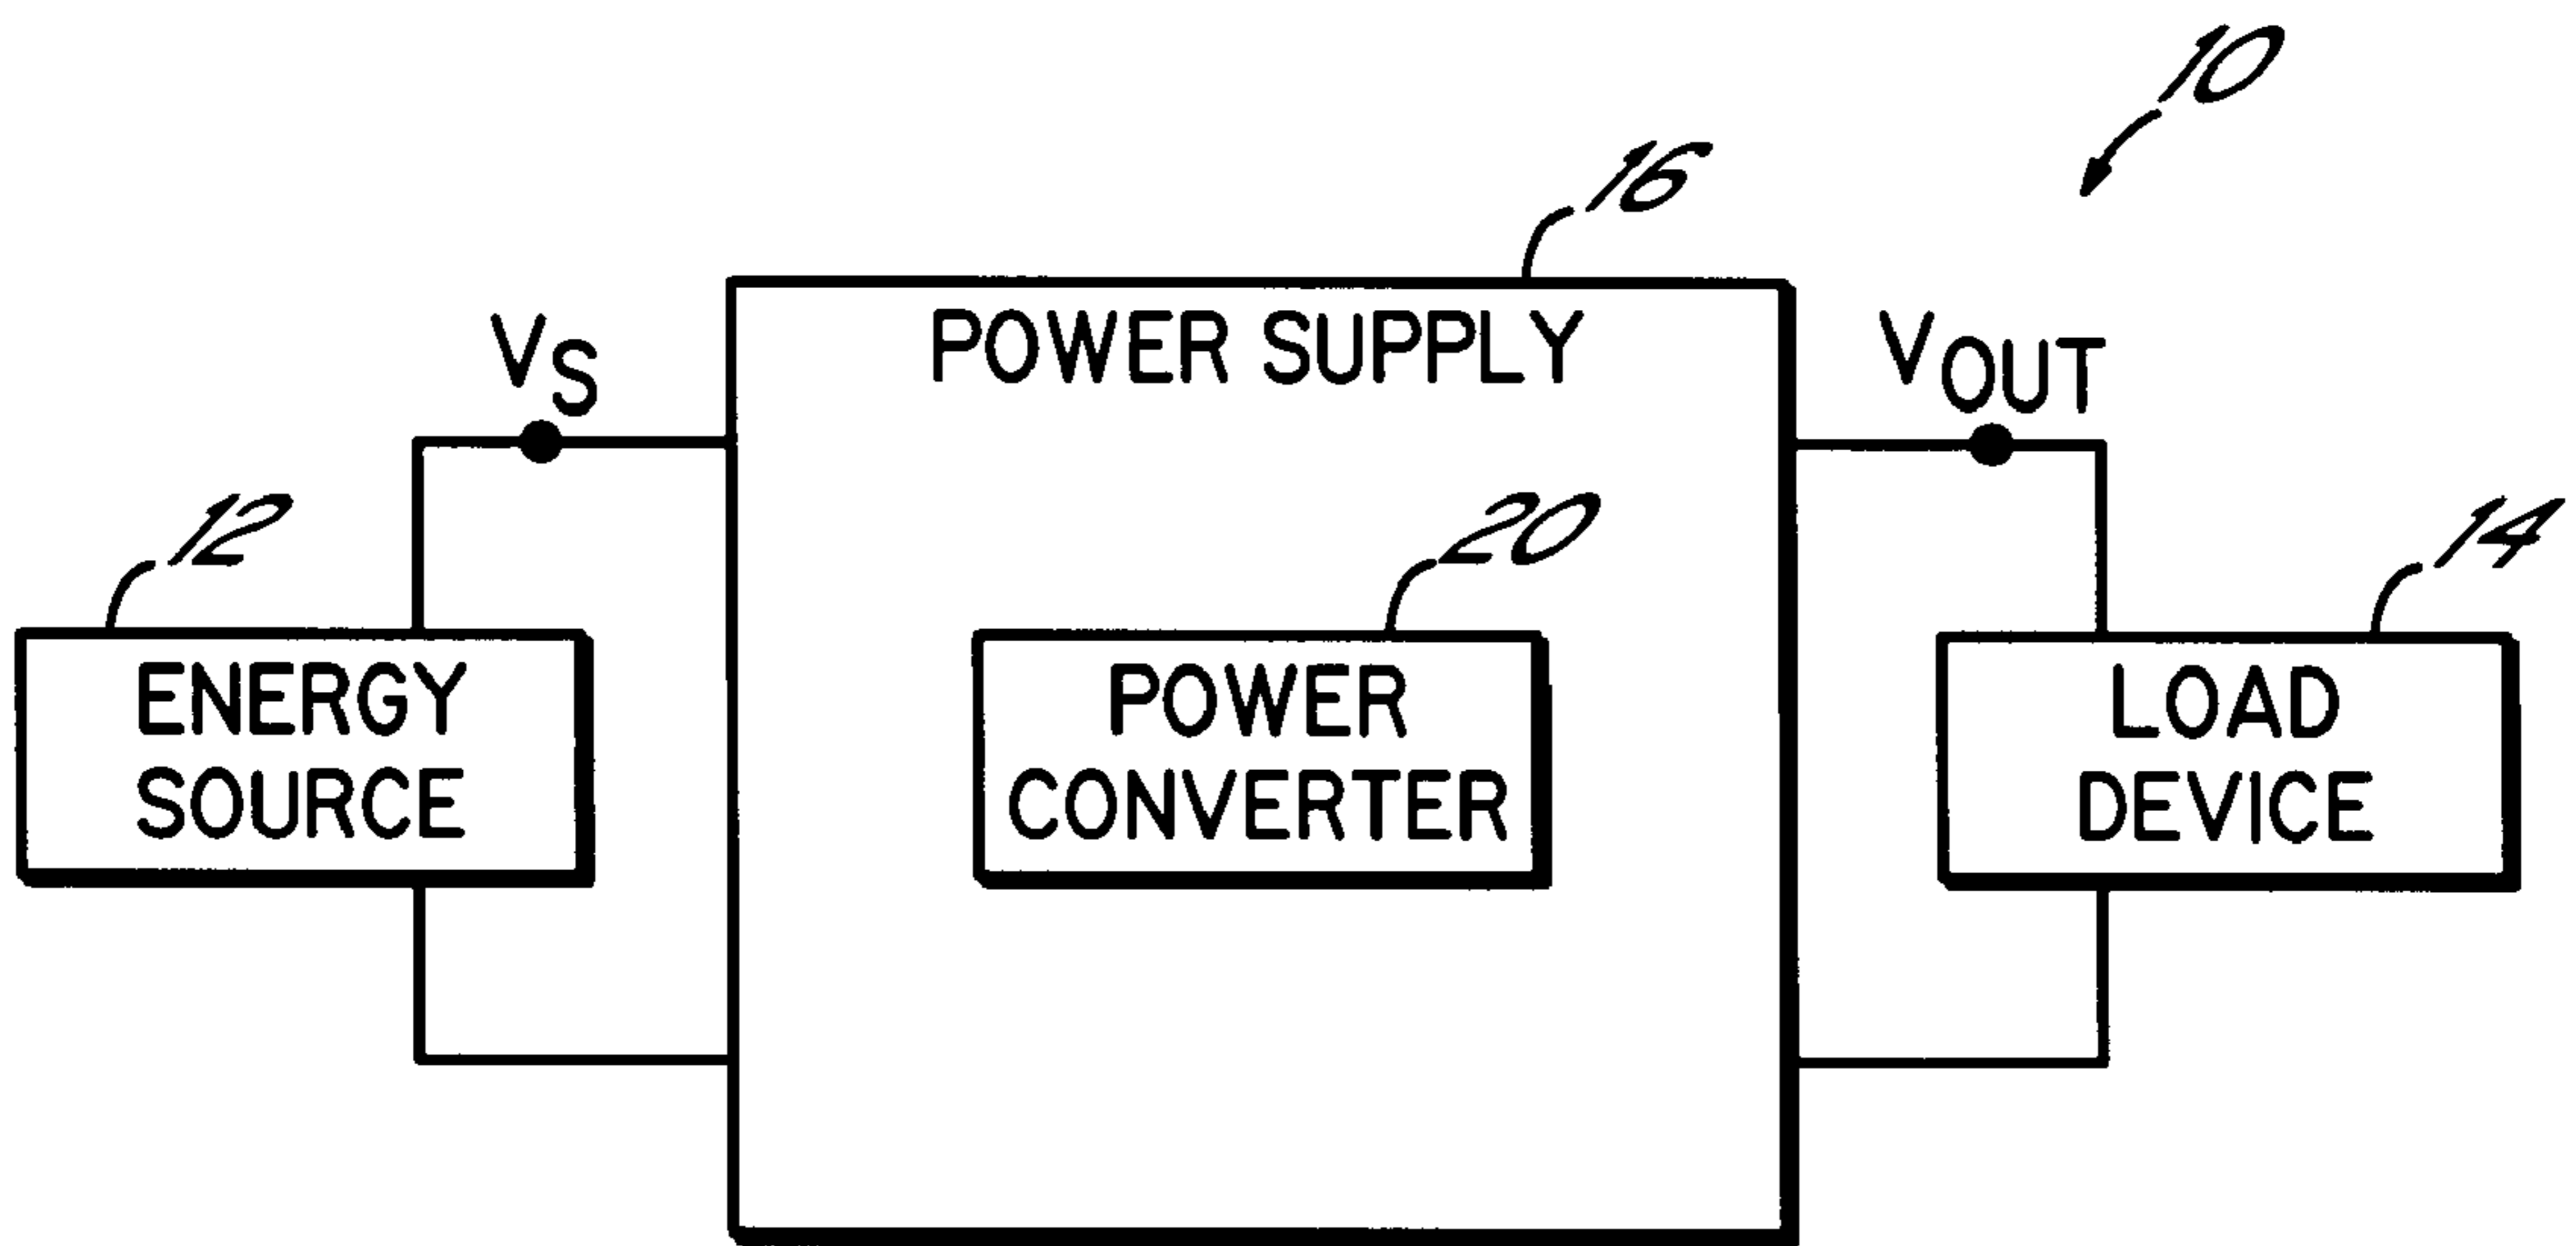 10
16
POWER SUPPLY
VS
VOUT
12
20
14
ENERGY
SOURCE
POWER
CONVERTER
LOAD
DEVICE